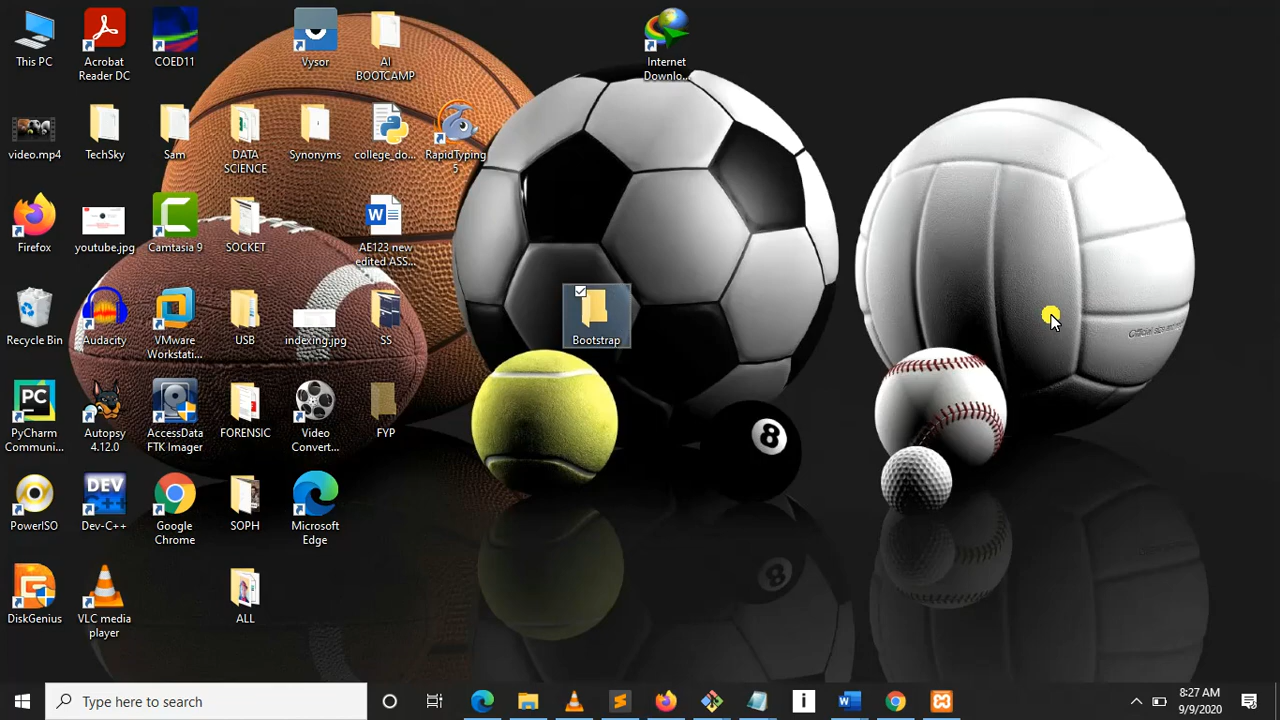 This PC
Acrobat
Reader DC
COED11
Vysor
AI
BOOTCAMP
Internet
Downlo...
video.mp4
TechSky
Sam
DATA
SCIENCE
Synonyms
college_do...
RapidTyping
5
Firefox
youtube.jpg
Camtasia 9
SOCKET
AE123 new
edited ASS...
Recycle Bin
Audacity
VMware
Workstati...
USB
indexing.jpg
SS
Bootstrap
PC
PyCharm
Communi...
Autopsy
4.12.0
AccessData
FTK Imager
FORENSIC
Video
Convert...
FYP
8
PowerISO
DEV
Dev-C++
Google
Chrome
SOPH
Microsoft
Edge
DiskGenius
VLC media
player
ALL
Type here to search
8:27 AM
9/9/2020